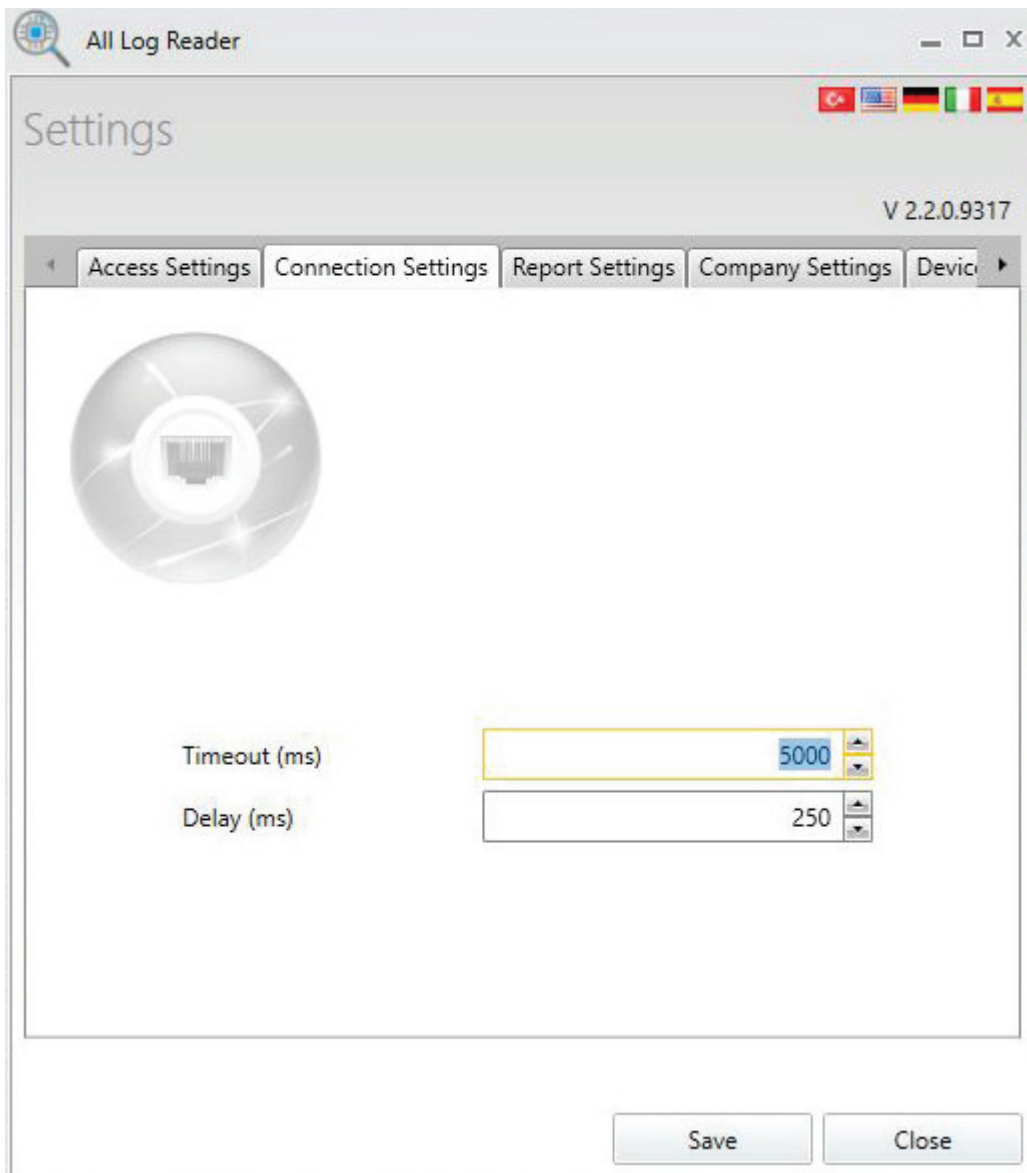 All Log Reader
Settings
V 2.2.0.9317
Access Settings Connection Settings Report Settings Company Settings Devic
Timeout (ms) 5000
Delay (ms) 250
Save Close